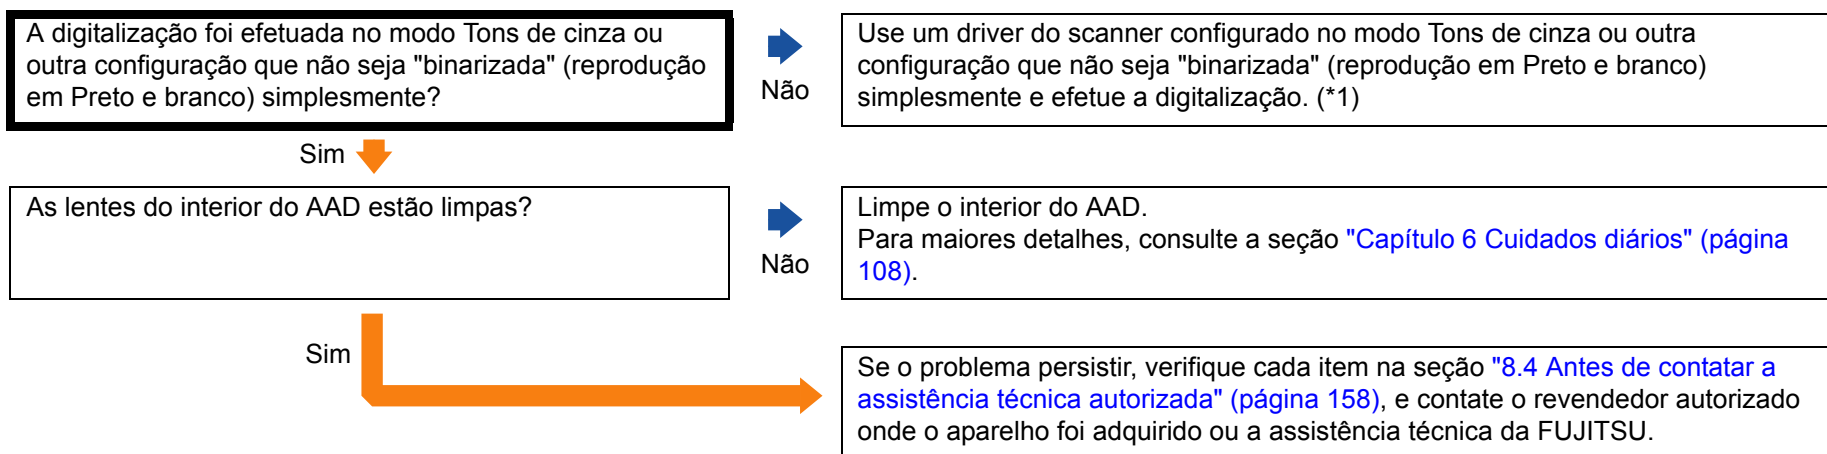 A digitalização foi efetuada no modo Tons de cinza ou
outra configuração que não seja "binarizada" (reprodução
em Preto e branco) simplesmente?
Não
Use um driver do scanner configurado no modo Tons de cinza ou outra
configuração que não seja "binarizada" (reprodução em Preto e branco)
simplesmente e efetue a digitalização. (*1)
Sim
As lentes do interior do AAD estão limpas?
Não
Limpe o interior do AAD.
Para maiores detalhes, consulte a seção "Capítulo 6 Cuidados diários" (página
108).
Sim
Se o problema persistir, verifique cada item na seção "8.4 Antes de contatar a
assistência técnica autorizada" (página 158), e contate o revendedor autorizado
onde o aparelho foi adquirido ou a assistência técnica da FUJITSU.